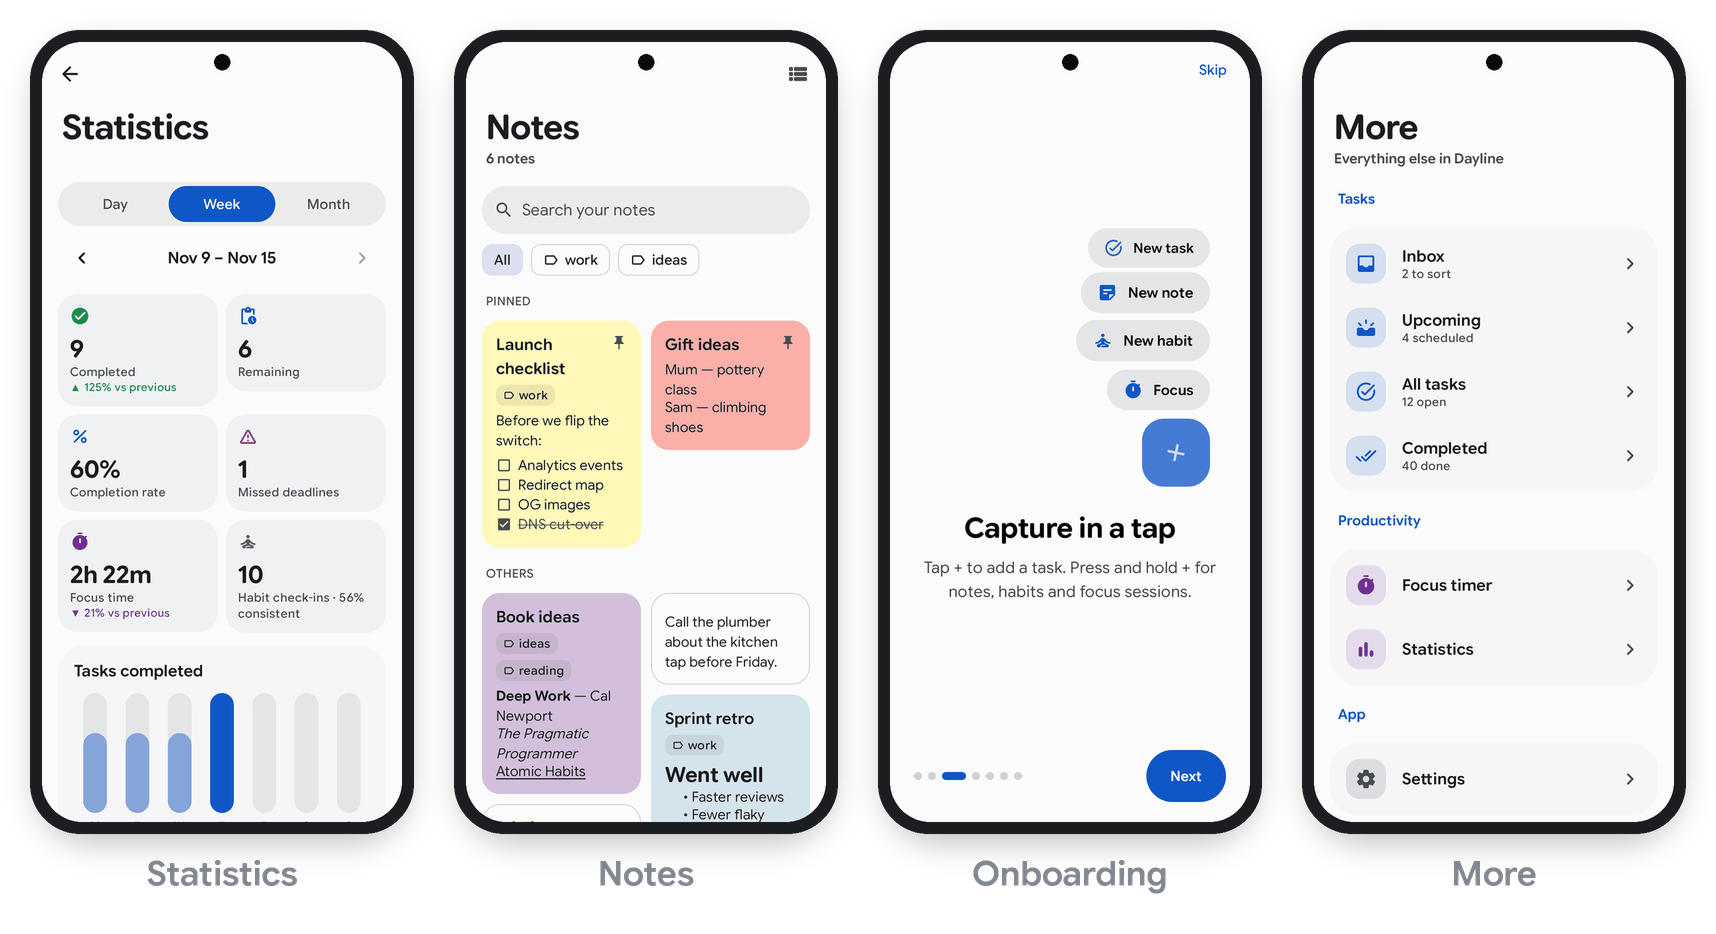 Statistics
Day
Week
Month
Nov 9 – Nov 15
9
Completed
▲ 125% vs previous
6
Remaining
60%
Completion rate
1
Missed deadlines
2h 22m
Focus time
▼ 21% vs previous
10
Habit check-ins · 56%
consistent
Tasks completed
Statistics
Notes
6 notes
Search your notes
All
work
ideas
PINNED
Launch
checklist
work
Before we flip the
switch:
Analytics events
Redirect map
OG images
DNS cut-over
Gift ideas
Mum — pottery
class
Sam — climbing
shoes
OTHERS
Book ideas
ideas
reading
Deep Work — Cal
Newport
The Pragmatic
Programmer
Atomic Habits
Call the plumber
about the kitchen
tap before Friday.
Sprint retro
work
Went well
• Faster reviews
• Fewer flaky
Notes
Skip
New task
New note
New habit
Focus
+
Capture in a tap
Tap + to add a task. Press and hold + for
notes, habits and focus sessions.
Next
Onboarding
More
Everything else in Dayline
Tasks
Inbox
2 to sort
Upcoming
4 scheduled
All tasks
12 open
Completed
40 done
Productivity
Focus timer
Statistics
App
Settings
More